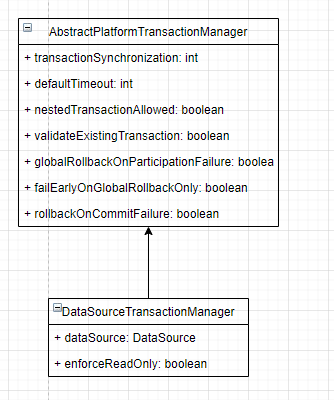 AbstractPlatformTransactionManager
+ transactionSynchronization: int
+ defaultTimeout: int
+ nestedTransactionAllowed: boolean
+ validateExistingTransaction: boolean
+ globalRollbackOnParticipationFailure: boolea
+ failEarlyOnGlobalRollbackOnly: boolean
+ rollbackOnCommitFailure: boolean
DataSourceTransactionManager
+ dataSource: DataSource
+ enforceReadOnly: boolean